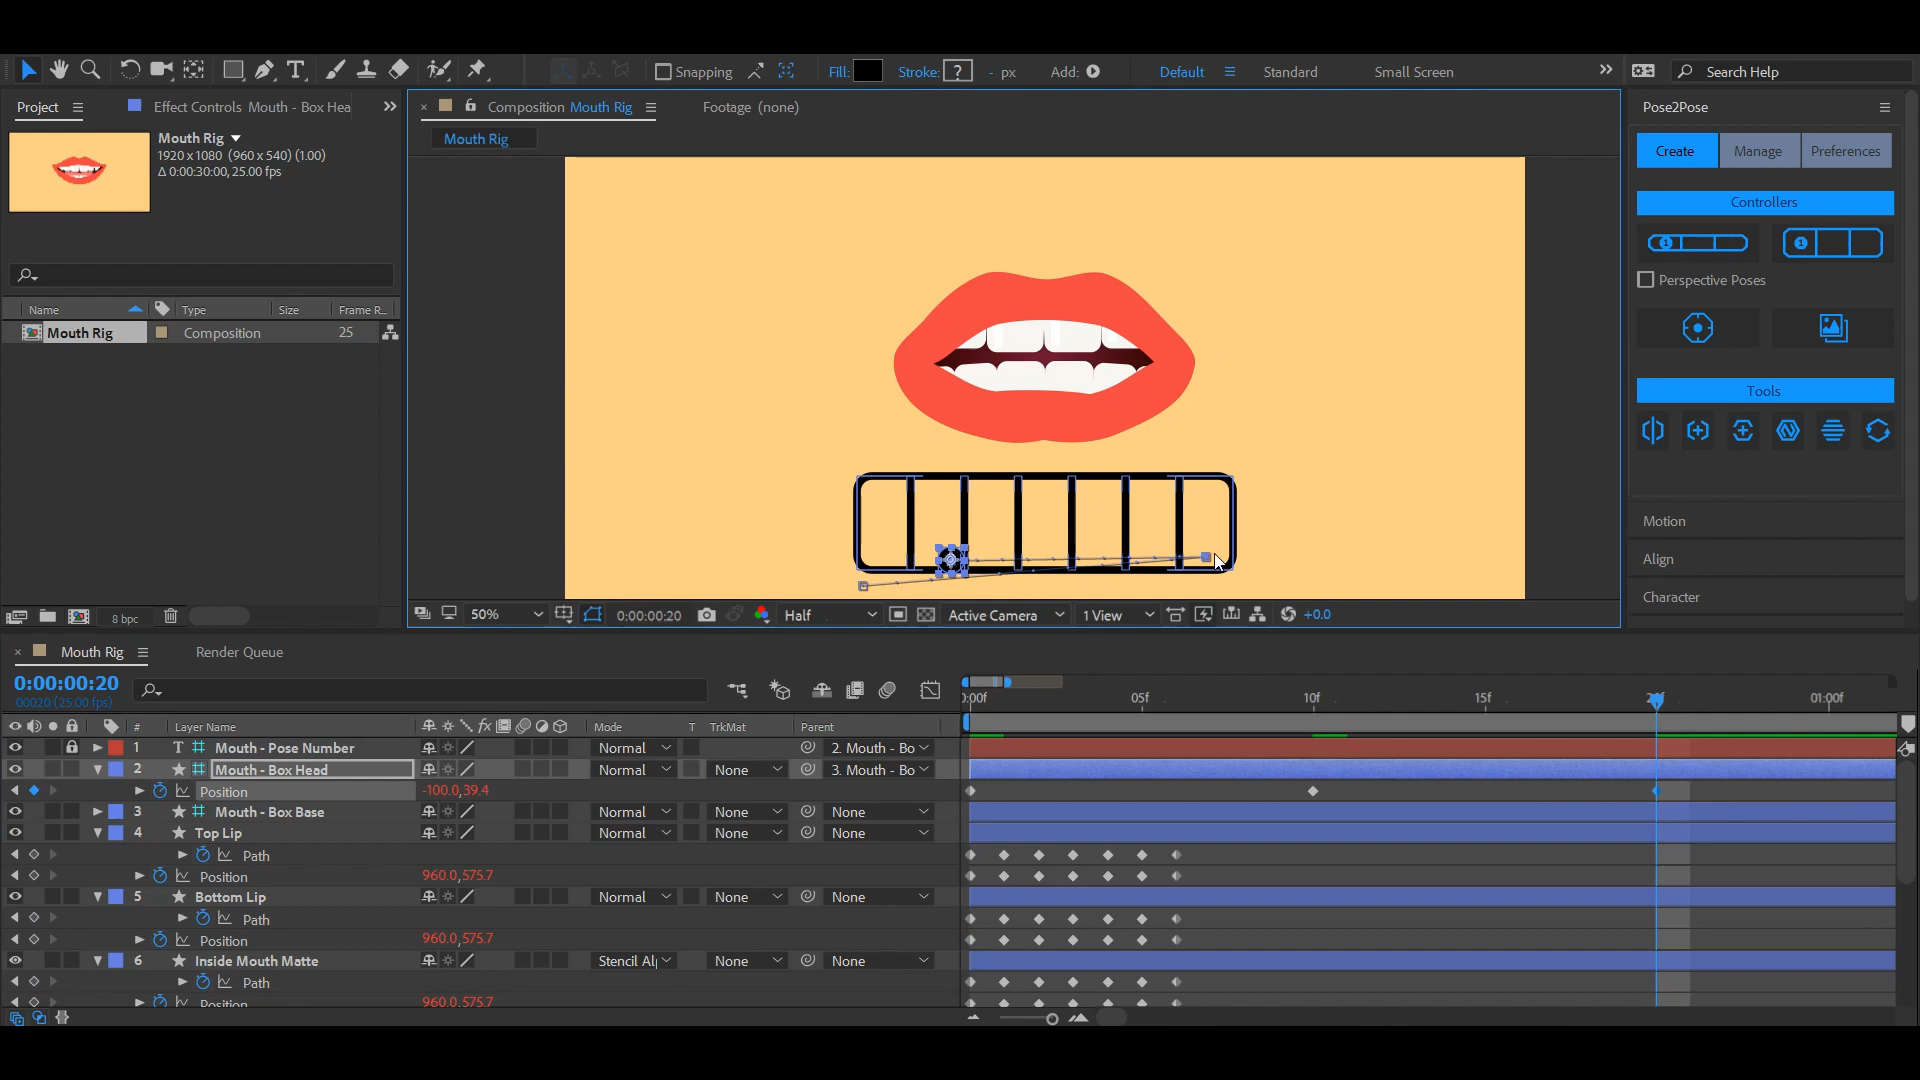 Snapping
Fill:
Stroke:
?
- px
Add:
Default
Standard
Small Screen
Search Help
Project
Effect Controls Mouth - Box Hea
Composition Mouth Rig
Footage (none)
Pose2Pose
Mouth Rig
1920 x 1080 (960 x 540) (1.00)
Δ 0:00:30:00, 25.00 fps
Mouth Rig
Create
Manage
Preferences
Controllers
1
1
Perspective Poses
Name
Type
Size
Frame R...
Mouth Rig
Composition
25
Tools
Motion
Align
Character
8 bpc
50%
0:00:00:20
Half
Active Camera
1 View
+0.0
Mouth Rig
Render Queue
0:00:00:20
00020 (25.00 fps)
05f
10f
15f
01:00f
#
Layer Name
Mode
T
TrkMat
Parent
1
T
Mouth - Pose Number
Normal
2. Mouth - Bo
2
Mouth - Box Head
Normal
None
3. Mouth - Bo
Position
-100.0,39.4
3
Mouth - Box Base
Normal
None
None
4
Top Lip
Normal
None
None
Path
Position
960.0,575.7
5
Bottom Lip
Normal
None
None
Path
Position
960.0,575.7
6
Inside Mouth Matte
Stencil Al
None
None
Path
Position
960.0,575.7